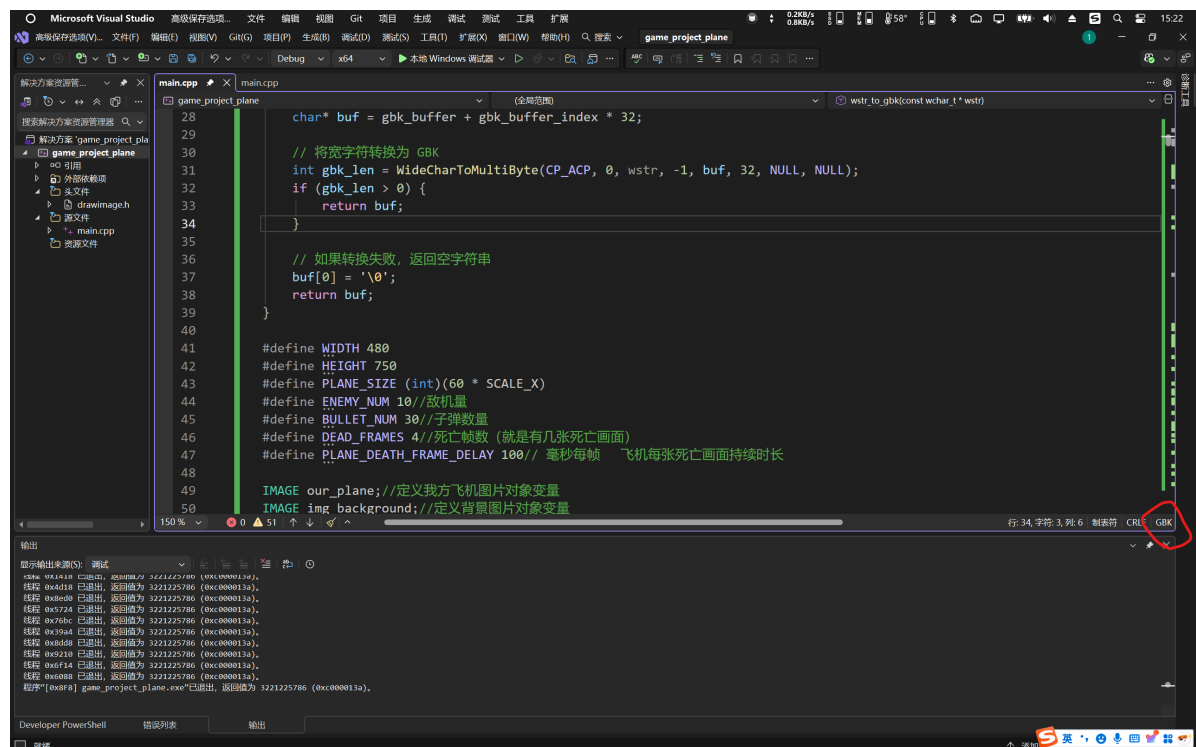 Microsoft Visual Studio 高级保存选项... 文件 编辑 视图 Git 项目 生成 调试 测试 工具 扩展 0.2KB/s 0.8KB/s 58° 15:22
高级保存选项(V)... 文件(F) 编辑(E) 视图(V) Git(G) 项目(P) 生成(B) 调试(D) 测试(S) 工具(T) 扩展(X) 窗口(W) 帮助(H) 搜索 game_project_plane 1
Debug x64 本地 Windows 调试器
解决方案资源管... main.cpp main.cpp 诊断工具
game_project_plane (全局范围) wstr_to_gbk(const wchar_t * wstr)
搜索解决方案资源管理器
解决方案 'game_project_pla
game_project_plane
引用
外部依赖项
头文件
drawimage.h
源文件
main.cpp
资源文件
28 char* buf = gbk_buffer + gbk_buffer_index * 32;
29
30 // 将宽字符转换为 GBK
31 int gbk_len = WideCharToMultiByte(CP_ACP, 0, wstr, -1, buf, 32, NULL, NULL);
32 if (gbk_len > 0) {
33 return buf;
34 }
35
36 // 如果转换失败，返回空字符串
37 buf[0] = '\0';
38 return buf;
39 }
40
41 #define WIDTH 480
42 #define HEIGHT 750
43 #define PLANE_SIZE (int)(60 * SCALE_X)
44 #define ENEMY_NUM 10//敌机量
45 #define BULLET_NUM 30//子弹数量
46 #define DEAD_FRAMES 4//死亡帧数（就是有几张死亡画面）
47 #define PLANE_DEATH_FRAME_DELAY 100// 毫秒每帧 飞机每张死亡画面持续时长
48
49 IMAGE our_plane;//定义我方飞机图片对象变量
50 IMAGE img_background;//定义背景图片对象变量
150 % 0 51 行: 34, 字符: 3, 列: 6 制表符 CRLF GBK
输出
显示输出来源(S): 调试
线程 0x1418 已退出，返回值为 3221225786 (0xc000013a)。
线程 0x4d18 已退出，返回值为 3221225786 (0xc000013a)。
线程 0x8ed0 已退出，返回值为 3221225786 (0xc000013a)。
线程 0x5724 已退出，返回值为 3221225786 (0xc000013a)。
线程 0x76bc 已退出，返回值为 3221225786 (0xc000013a)。
线程 0x39a4 已退出，返回值为 3221225786 (0xc000013a)。
线程 0x8dd8 已退出，返回值为 3221225786 (0xc000013a)。
线程 0x9210 已退出，返回值为 3221225786 (0xc000013a)。
线程 0x6f14 已退出，返回值为 3221225786 (0xc000013a)。
线程 0x6088 已退出，返回值为 3221225786 (0xc000013a)。
程序"[0x8F8] game_project_plane.exe"已退出，返回值为 3221225786 (0xc000013a)。
Developer PowerShell 错误列表 输出
就绪 添加 英